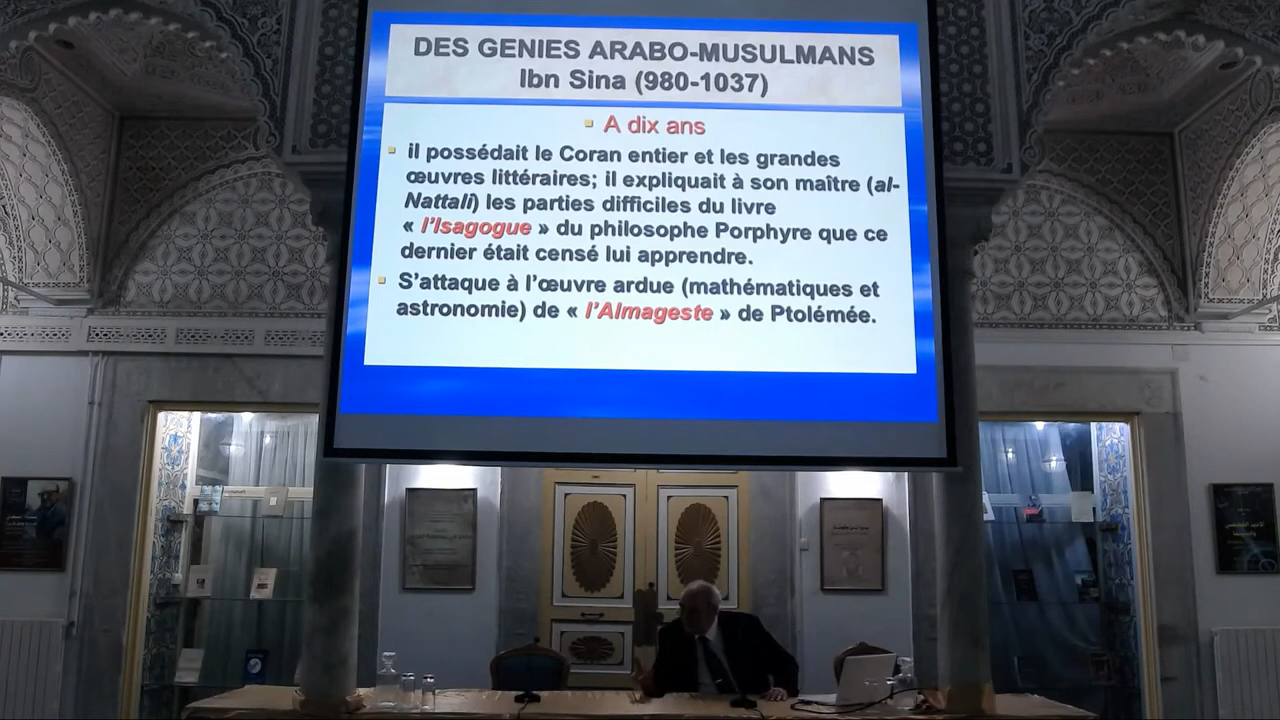 DES GENIES ARABO-MUSULMANS
Ibn Sina (980-1037)
A dix ans
il possédait le Coran entier et les grandes
œuvres littéraires; il expliquait à son maître (al-
Nattali) les parties difficiles du livre
« l'Isagogue » du philosophe Porphyre que ce
dernier était censé lui apprendre.
S'attaque à l'œuvre ardue (mathématiques et
astronomie) de « l'Almageste » de Ptolémée.